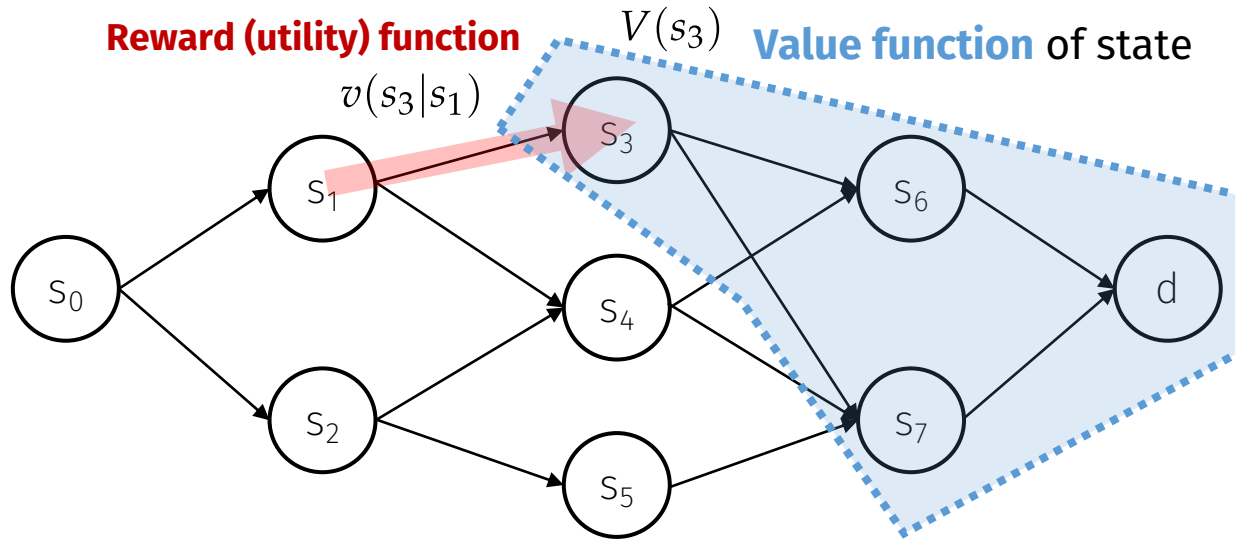 Reward (utility) function
V(s₃)
Value function of state
v(s₃|s₁)
s₃
s₁
s₆
s₀
d
s₄
s₂
s₇
s₅